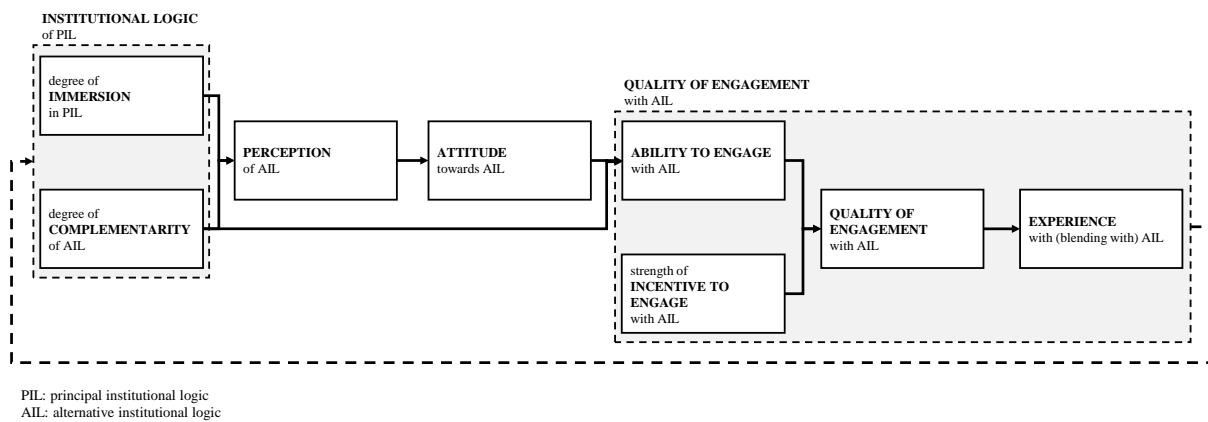 INSTITUTIONAL LOGIC
of PIL
degree of
IMMERSION
in PIL
degree of
COMPLEMENTARITY
of AIL
PERCEPTION
of AIL
ATTITUDE
towards AIL
QUALITY OF ENGAGEMENT
with AIL
ABILITY TO ENGAGE
with AIL
strength of
INCENTIVE TO
ENGAGE
with AIL
QUALITY OF
ENGAGEMENT
with AIL
EXPERIENCE
with (blending with) AIL
PIL: principal institutional logic
AIL: alternative institutional logic